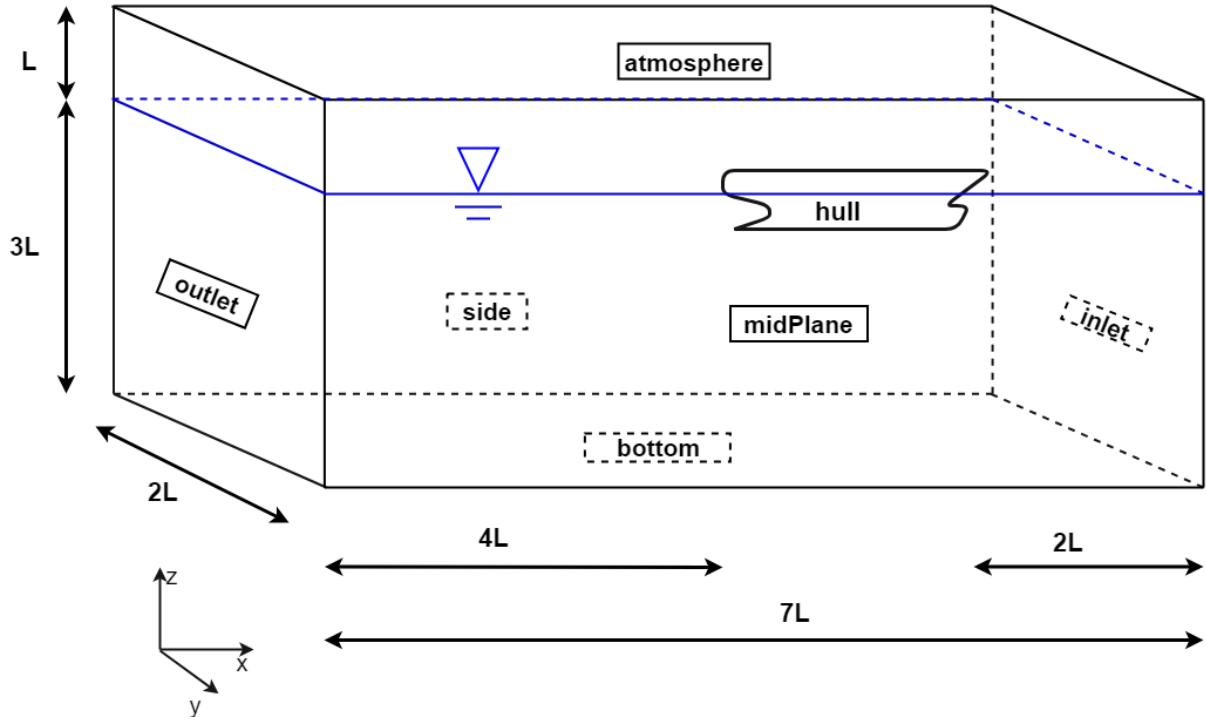 L
atmosphere
3L
hull
outlet
side
midPlane
inlet
bottom
2L
4L
2L
7L
z
x
y